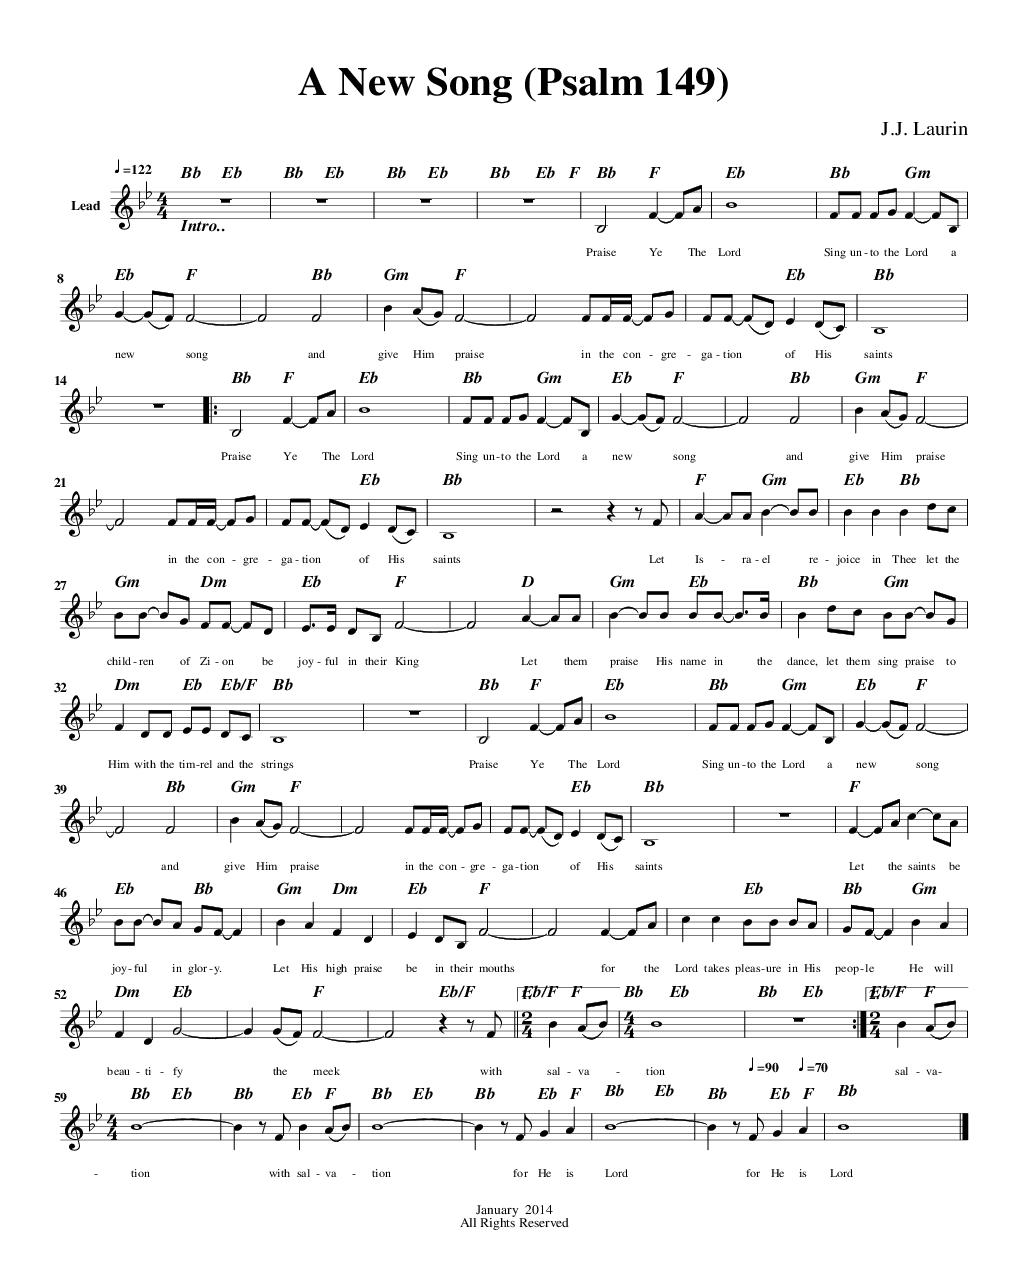 A New Song (Psalm 149)
J.J. Laurin
♩=122
Bb Eb Bb Eb Bb Eb Bb Eb F Bb F Eb Bb Gm
Lead
4/4
Intro..
Praise Ye The Lord Sing un-to the Lord a
8
Eb F Bb Gm F Eb Bb
new song and give Him praise in the con-gre-ga-tion of His saints
14
Bb F Eb Bb Gm Eb F Bb Gm F
Praise Ye The Lord Sing un-to the Lord a new song and give Him praise
21
Eb Bb F Gm Eb Bb
in the con-gre-ga-tion of His saints Let Is-ra-el re-joice in Thee let the
27
Gm Dm Eb F D Gm Eb Bb Gm
child-ren of Zi-on be joy-ful in their King Let them praise His name in the dance, let them sing praise to
32
Dm Eb Eb/F Bb Bb F Eb Bb Gm Eb F
Him with the tim-rel and the strings Praise Ye The Lord Sing un-to the Lord a new song
39
Bb Gm F Eb Bb F
and give Him praise in the con-gre-ga-tion of His saints Let the saints be
46
Eb Bb Gm Dm Eb F Eb Bb Gm
joy-ful in glor-y. Let His high praise be in their mouths for the Lord takes pleas-ure in His peop-le He will
52
Dm Eb F Eb/F 1. Eb/F F Bb Eb Bb Eb 2. Eb/F F
2/4 4/4 2/4
beau-ti-fy the meek with sal-va-tion sal-va-
♩=90 ♩=70
59
Bb Eb Bb Eb F Bb Eb Bb Eb F Bb Eb Bb Eb F Bb
4/4
- tion with sal-va-tion for He is Lord for He is Lord
January 2014
All Rights Reserved